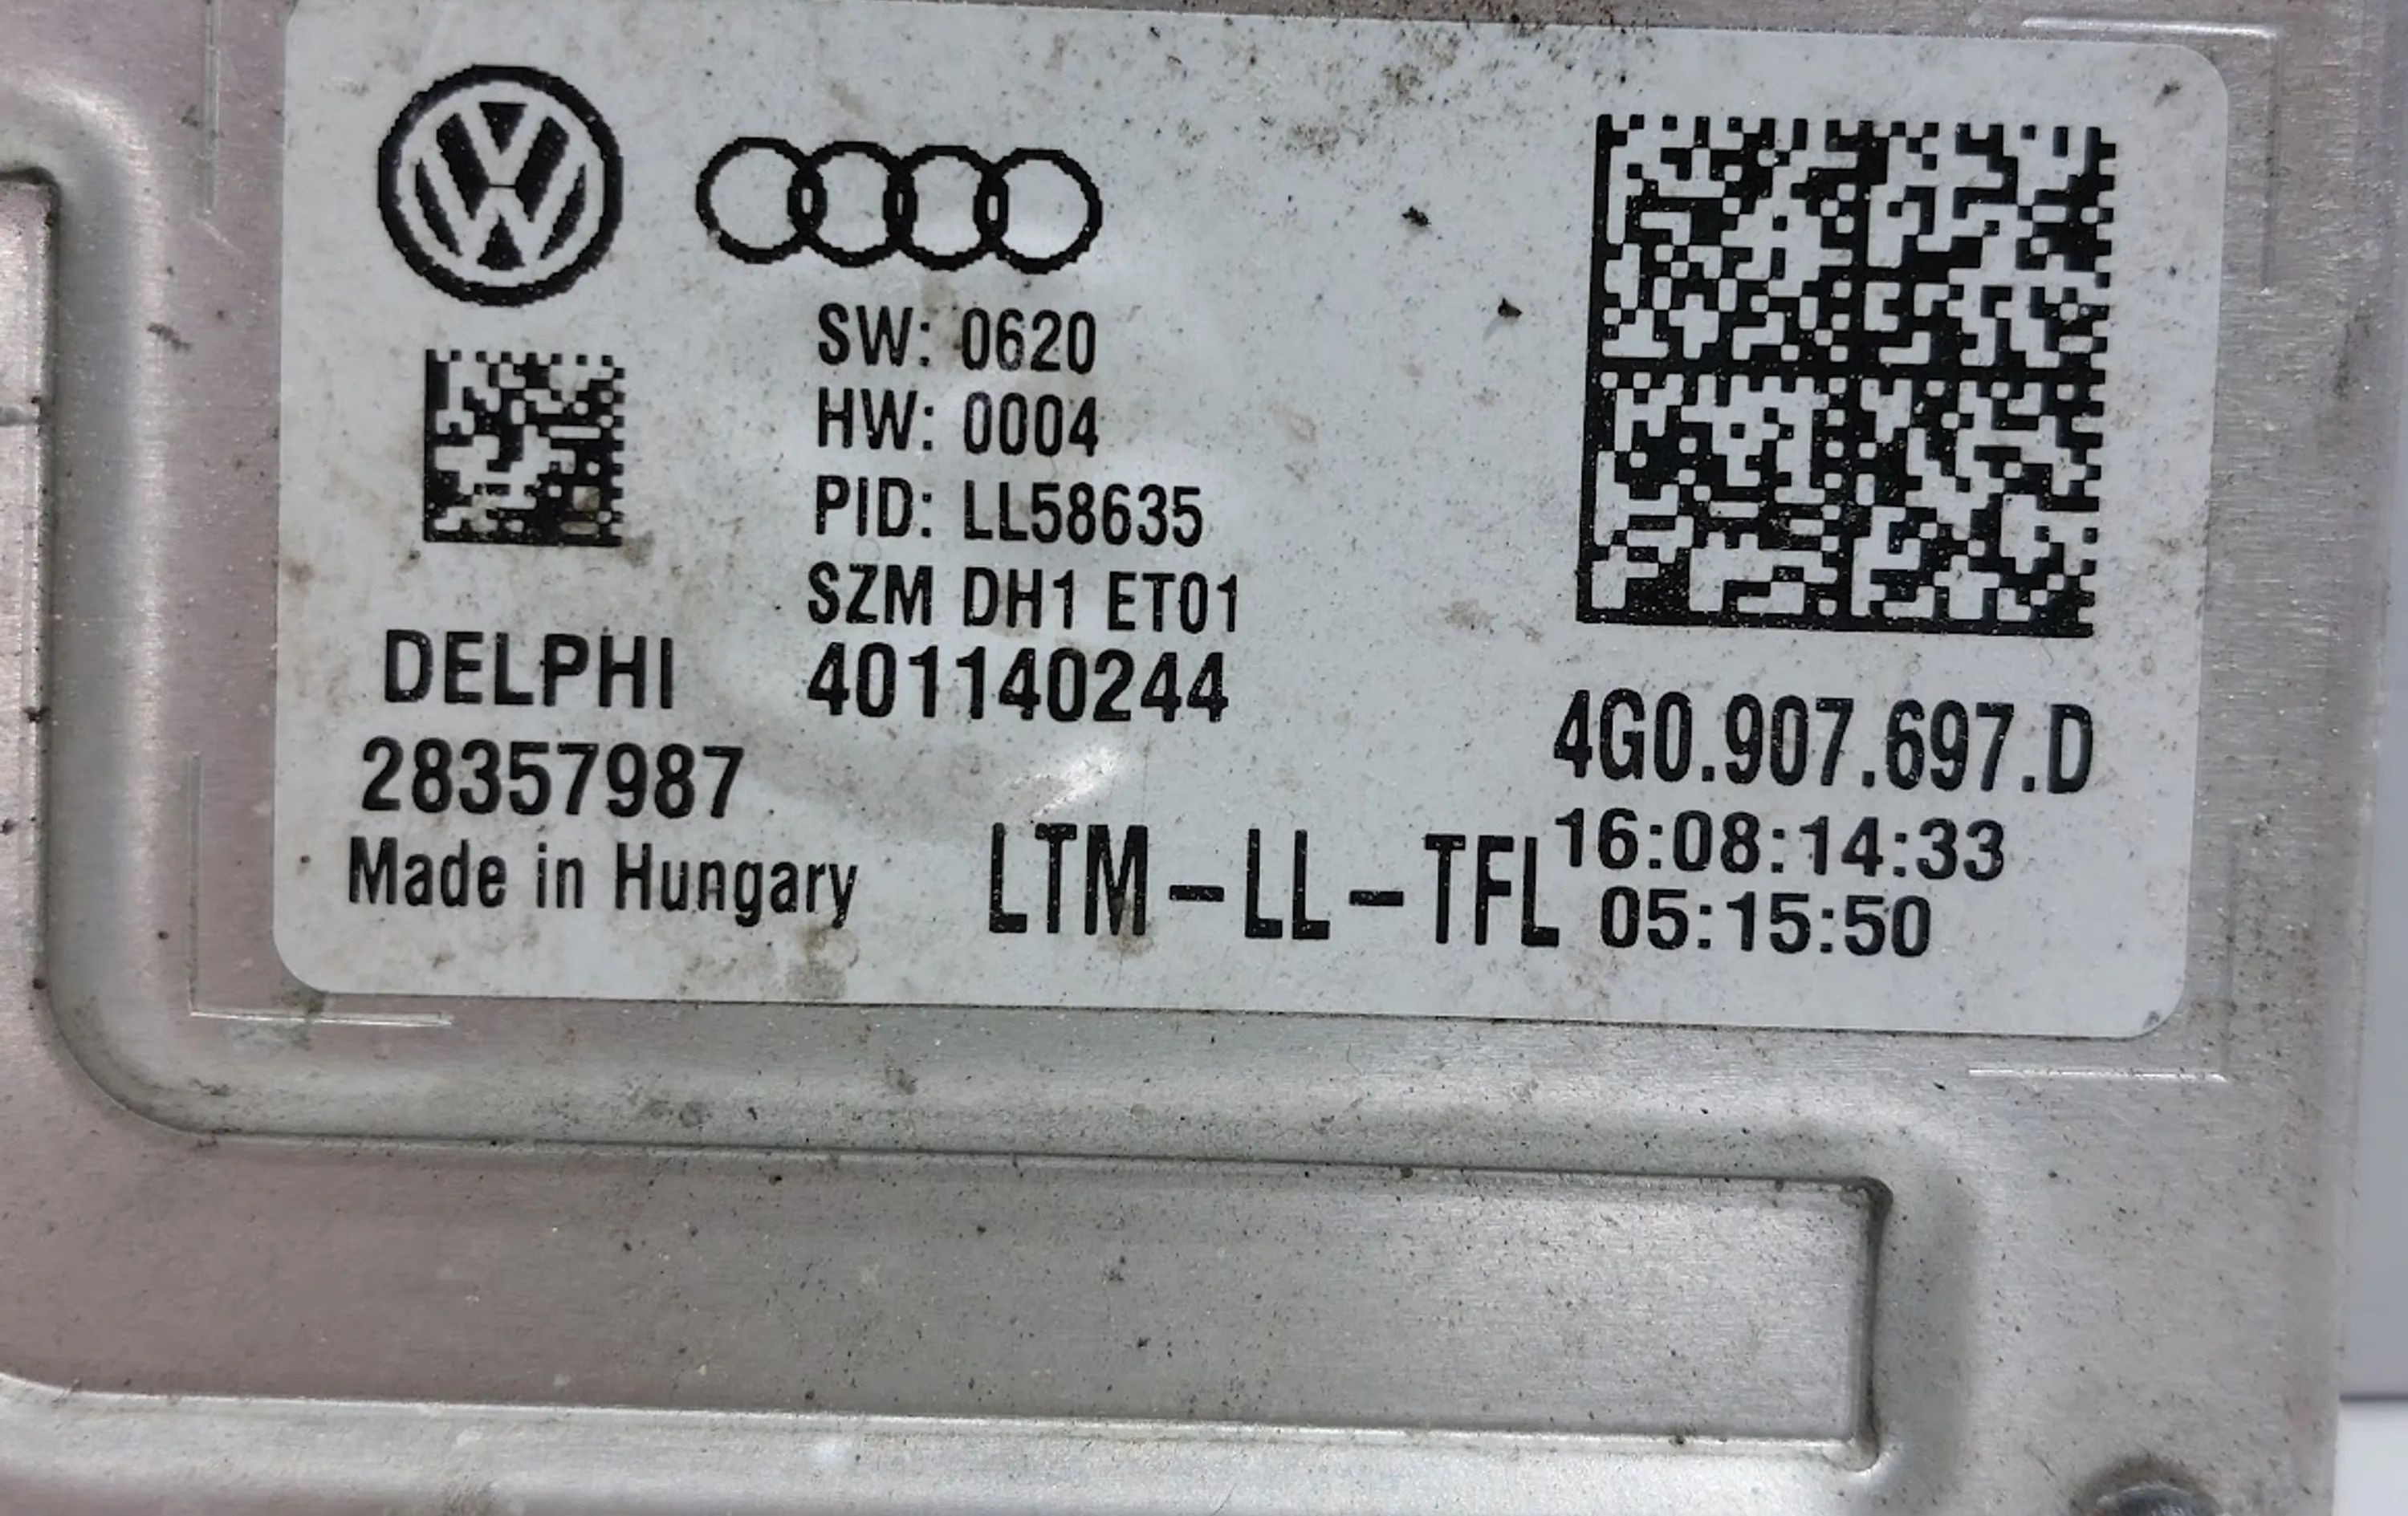 SW: 0620
HW: 0004
PID: LL58635
SZM DH1 ET01
401140244
DELPHI
28357987
Made in Hungary
LTM-LL-TFL
4G0.907.697.D
16:08:14:33
05:15:50